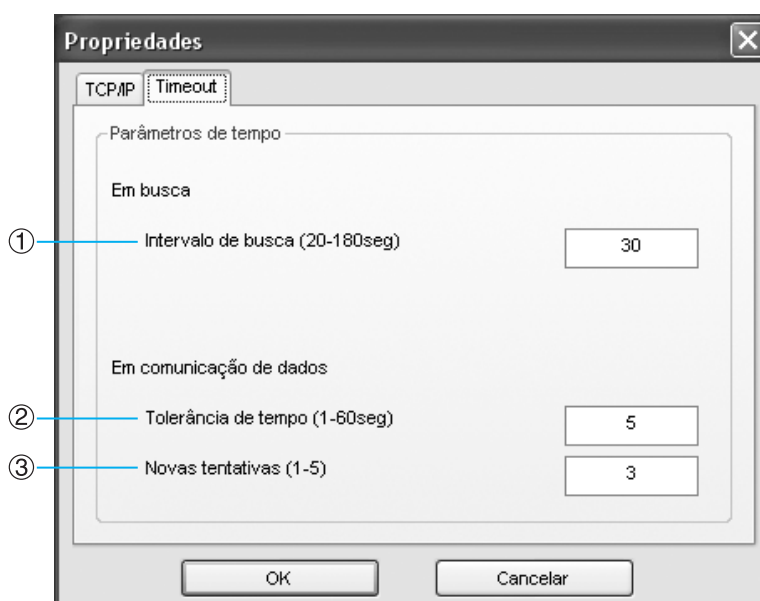 Propriedades
TCP/IP Timeout
Parâmetros de tempo
Em busca
① Intervalo de busca (20-180seg) 30
Em comunicação de dados
② Tolerância de tempo (1-60seg) 5
③ Novas tentativas (1-5) 3
OK Cancelar